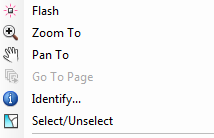 Flash
Zoom To
Pan To
Go To Page
Identify...
Select/Unselect